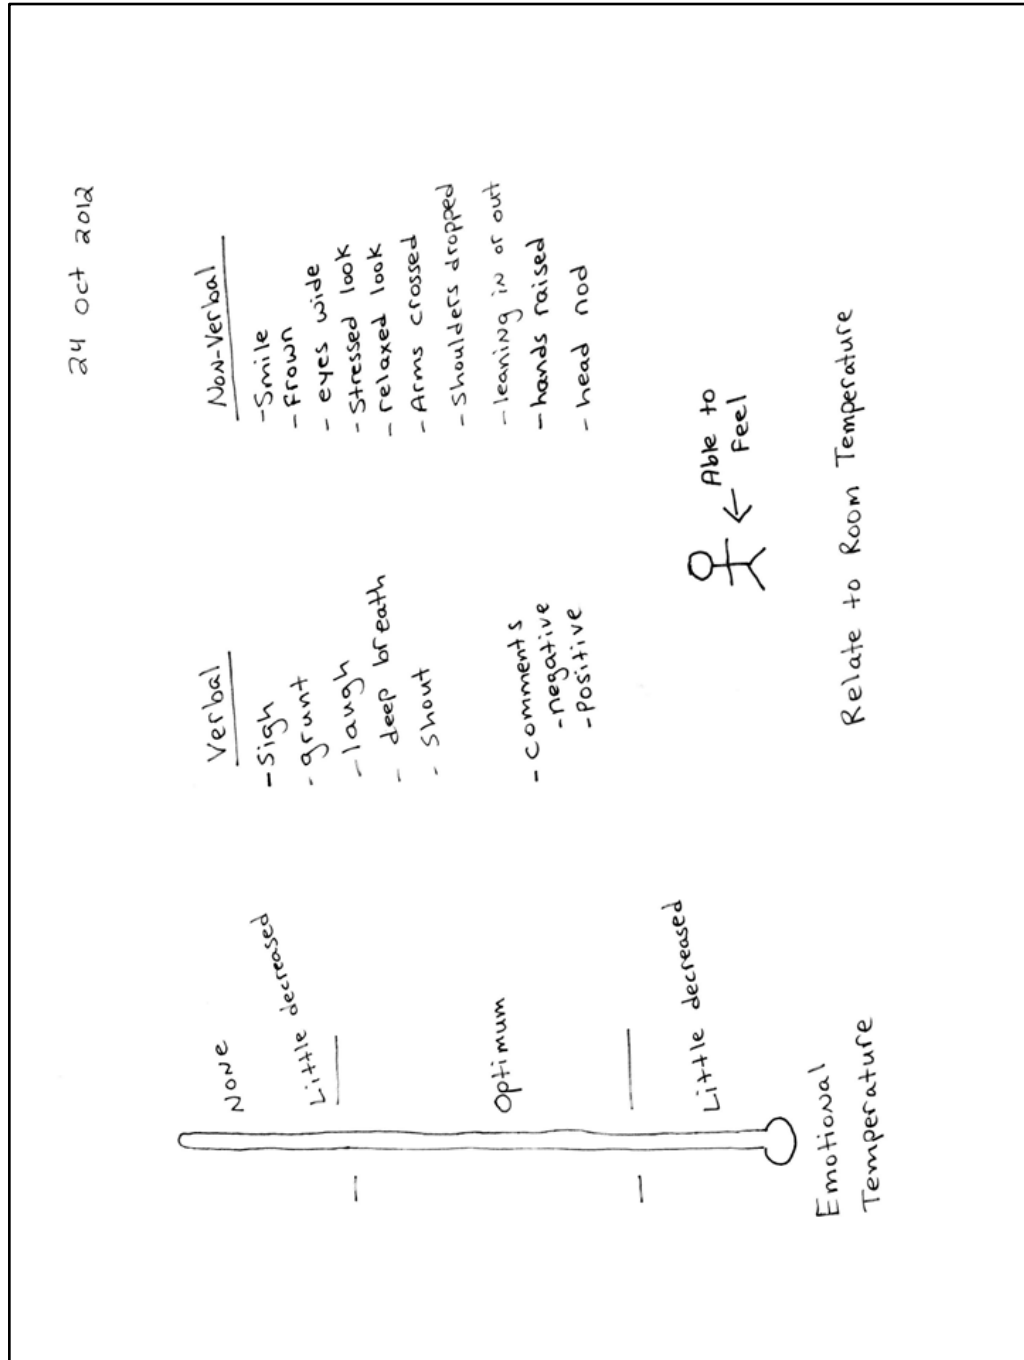 24 Oct 2012
Non-Verbal
- Smile
- Frown
- eyes wide
- Stressed look
- relaxed look
- Arms crossed
- Shoulders dropped
- leaning in or out
- hands raised
- head nod
Verbal
- Sigh
- grunt
- laugh
- deep breath
- Shout
- comments
- negative
- positive
None
Little decreased
Optimum
Little decreased
Emotional
Temperature
Able to
Feel
Relate to Room Temperature